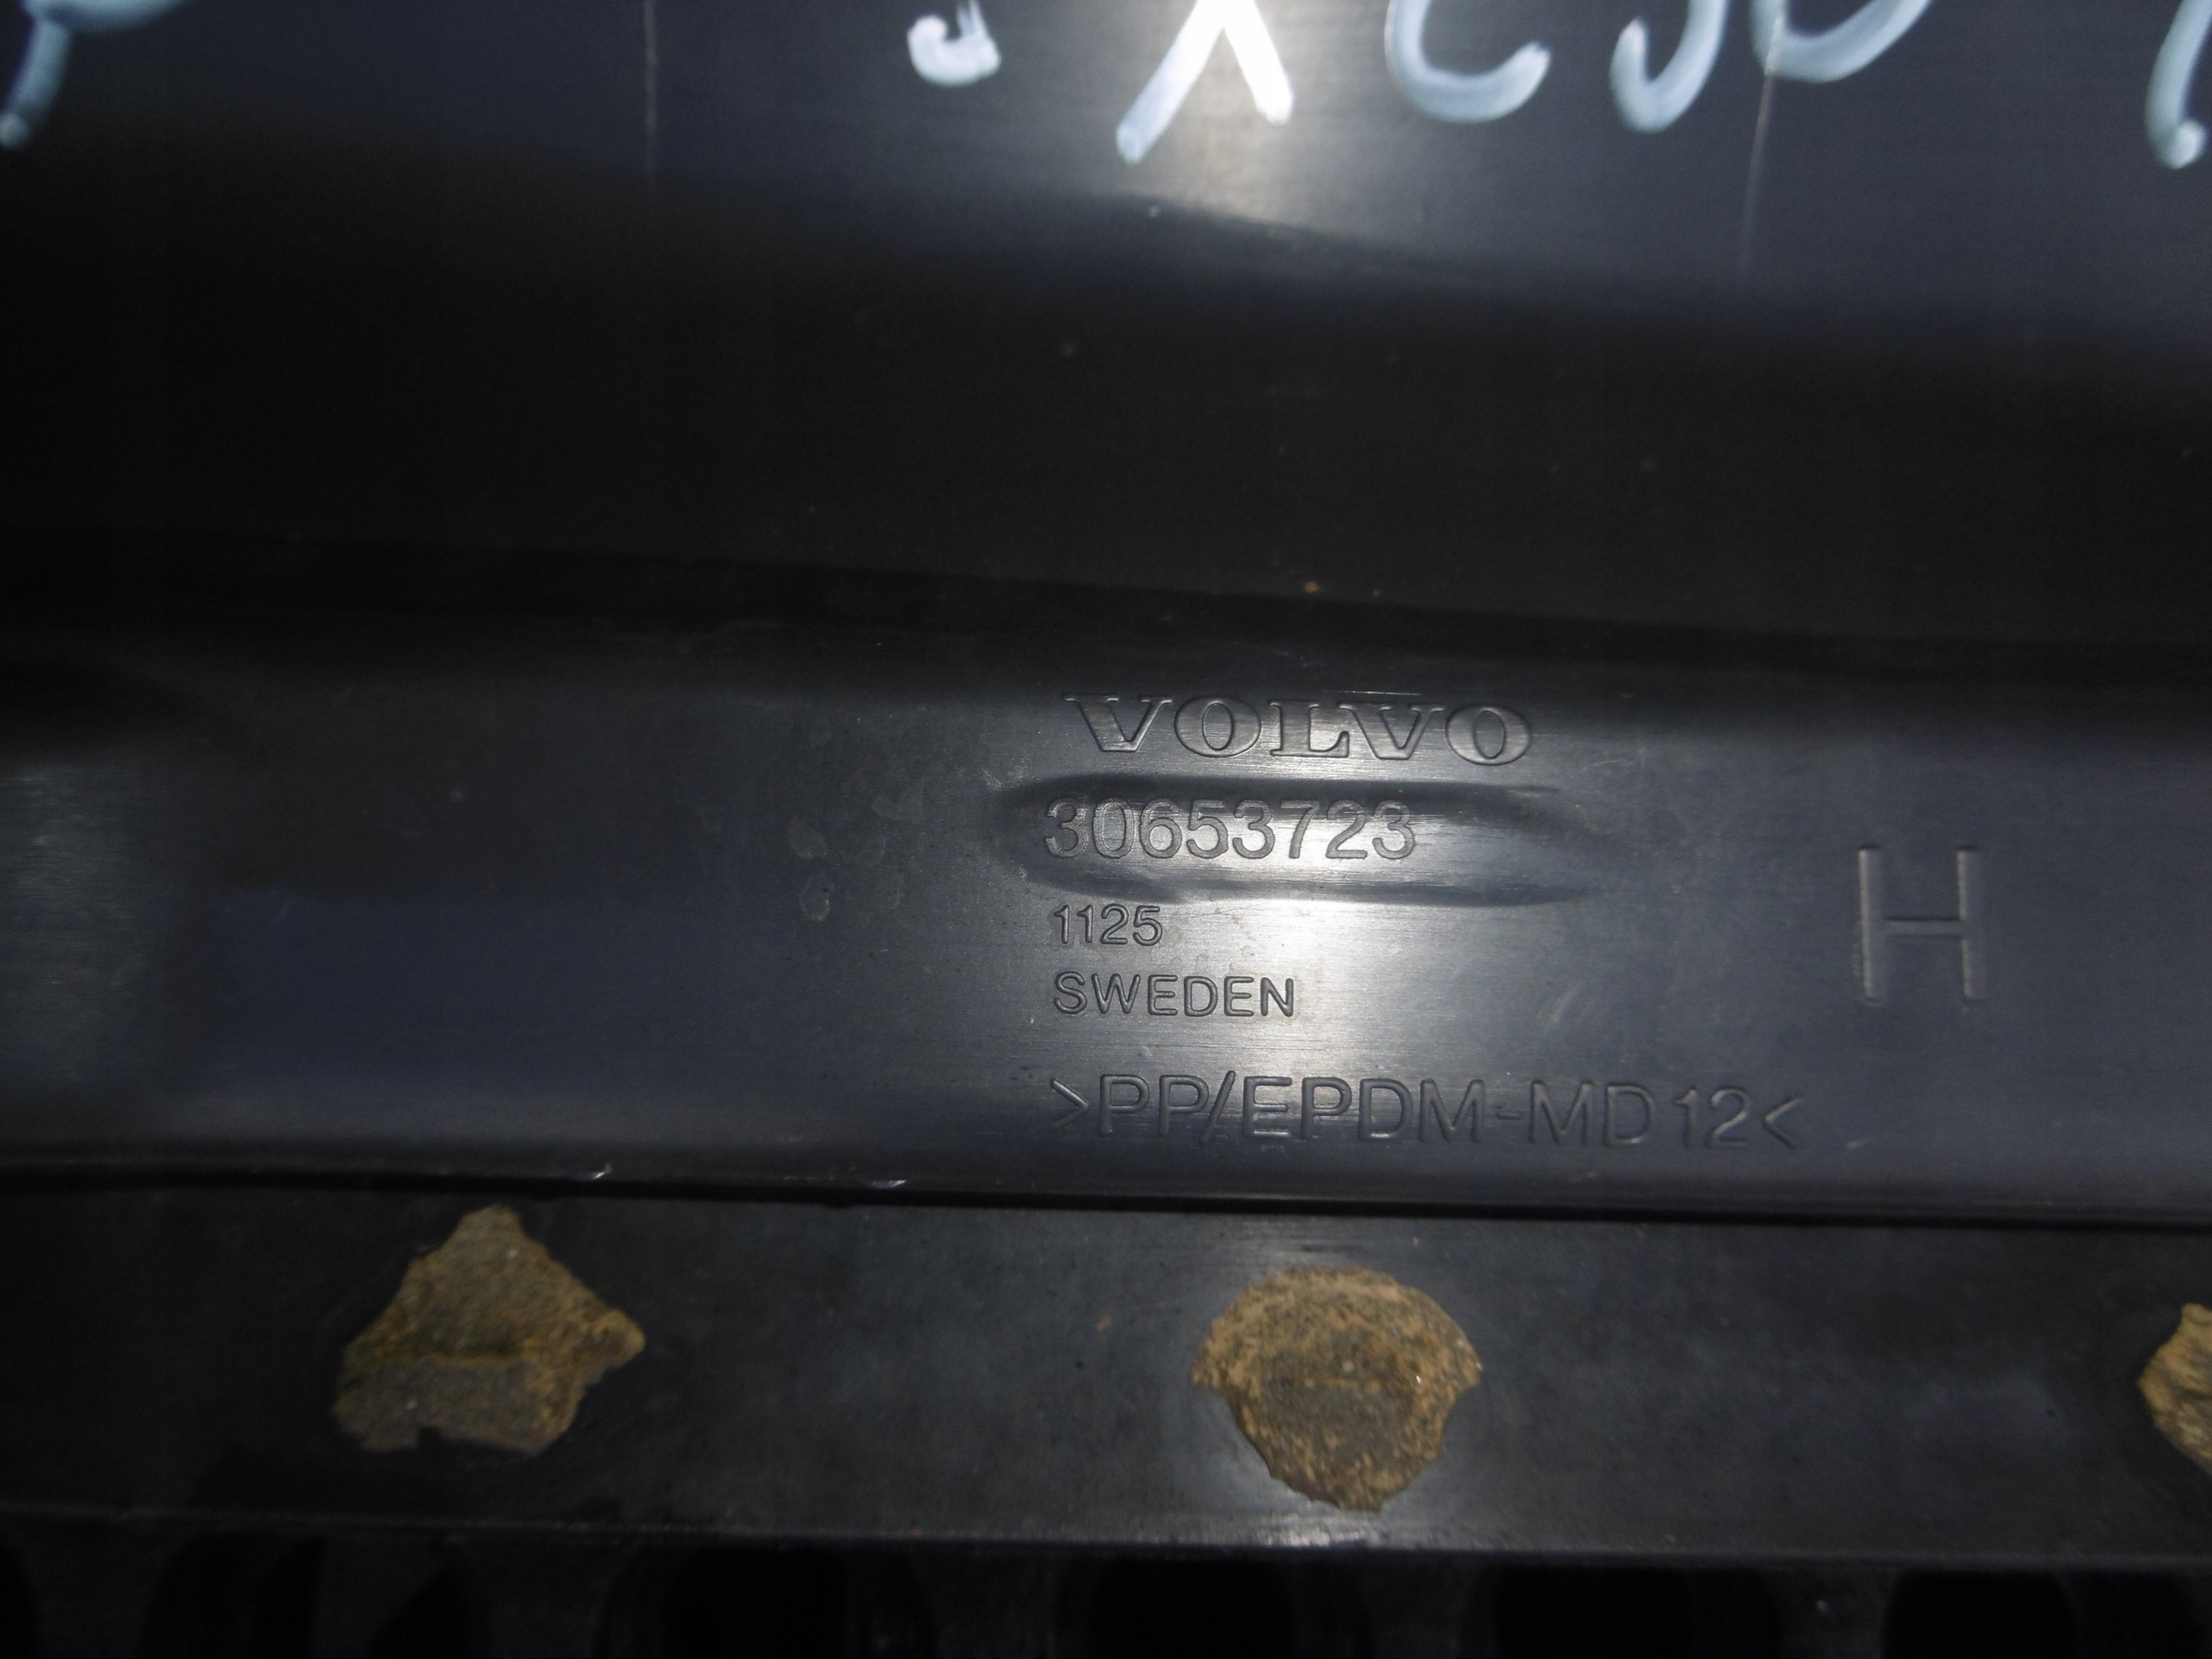 VOLVO
30653723
1125
SWEDEN
H
>PP/EPDM-MD12<